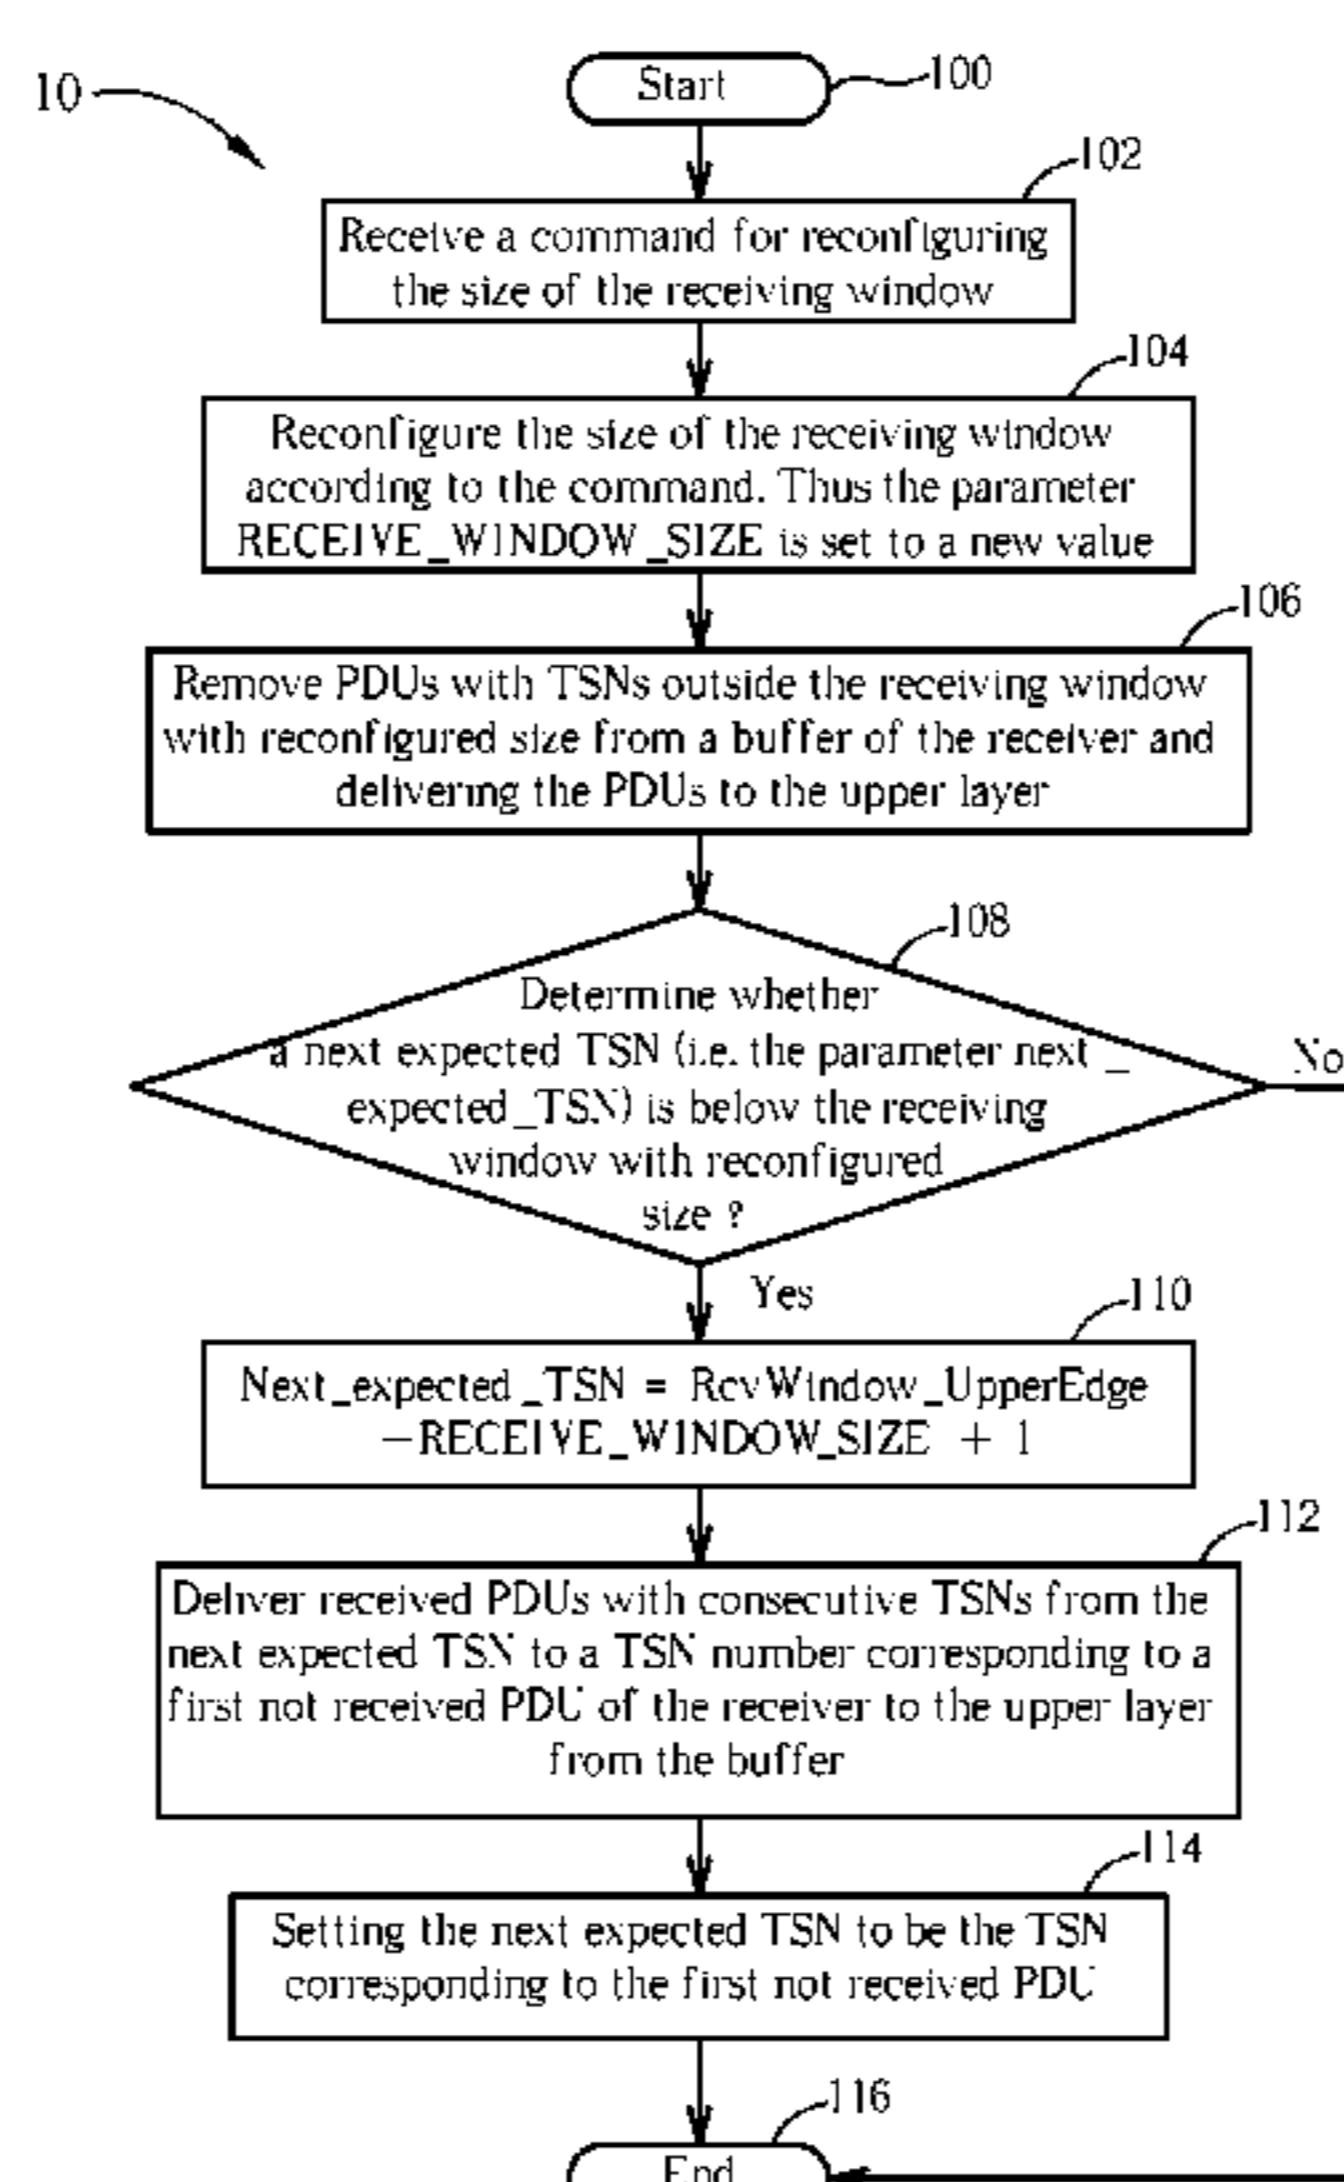 10
Start
100
102
Receive a command for reconfiguring
the size of the receiving window
104
Reconfigure the size of the receiving window
according to the command. Thus the parameter
RECEIVE_WINDOW_SIZE is set to a new value
106
Remove PDUs with TSNs outside the receiving window
with reconfigured size from a buffer of the receiver and
delivering the PDUs to the upper layer
108
Determine whether
a next expected TSN (i.e. the parameter next_
expected_TSN) is below the receiving
window with reconfigured
size ?
No
Yes
110
Next_expected_TSN = RcvWindow_UpperEdge
-RECEIVE_WINDOW_SIZE + 1
112
Deliver received PDUs with consecutive TSNs from the
next expected TSN to a TSN number corresponding to a
first not received PDU of the receiver to the upper layer
from the buffer
114
Setting the next expected TSN to be the TSN
corresponding to the first not received PDU
116
End